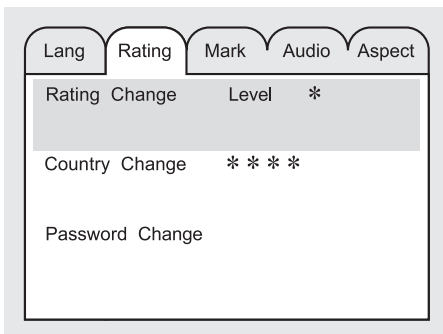 Lang Rating Mark Audio Aspect
Rating Change Level *
Country Change * * * *
Password Change